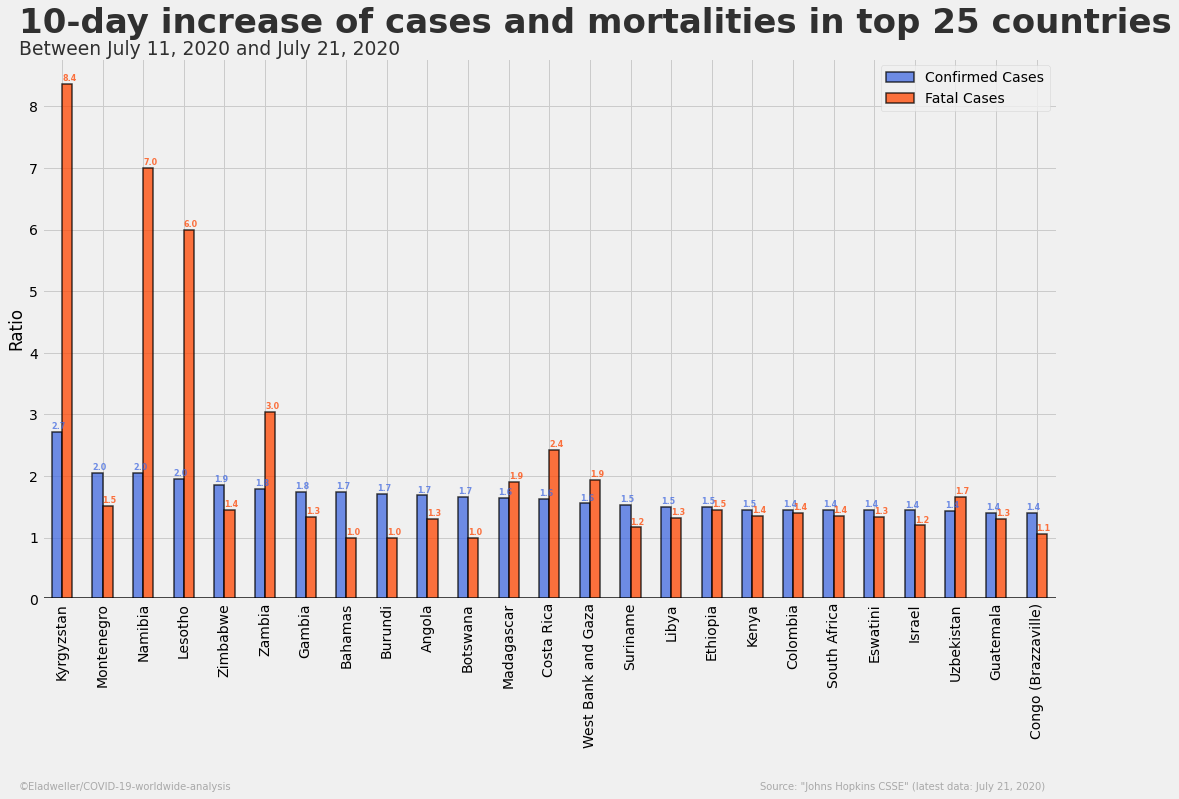 10-day increase of cases and mortalities in top 25 countries
Between July 11, 2020 and July 21, 2020
Confirmed Cases
Fatal Cases
Ratio
8
7
6
5
4
3
2
1
0
8.4
2.0
1.5
7.0
6.0
1.9
1.4
3.0
1.8
1.3
1.7
1.0
1.7
1.0
1.7
1.3
1.7
1.0
1.9
2.4
1.9
1.5
1.2
1.5
1.3
1.5
1.5
1.5
1.4
1.4
1.4
1.4
1.4
1.4
1.3
1.4
1.2
1.7
1.4
1.3
1.4
1.1
Kyrgyzstan
Montenegro
Namibia
Lesotho
Zimbabwe
Zambia
Gambia
Bahamas
Burundi
Angola
Botswana
Madagascar
Costa Rica
West Bank and Gaza
Suriname
Libya
Ethiopia
Kenya
Colombia
South Africa
Eswatini
Israel
Uzbekistan
Guatemala
Congo (Brazzaville)
©Eladweller/COVID-19-worldwide-analysis
Source: "Johns Hopkins CSSE" (latest data: July 21, 2020)